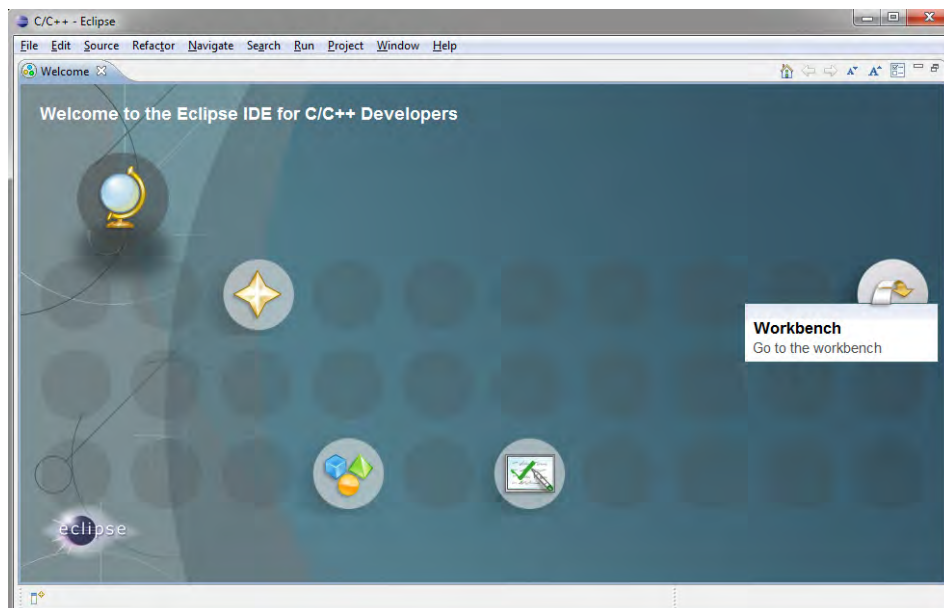 C/C++ - Eclipse
File Edit Source Refactor Navigate Search Run Project Window Help
Welcome
Welcome to the Eclipse IDE for C/C++ Developers
Workbench
Go to the workbench
eclipse